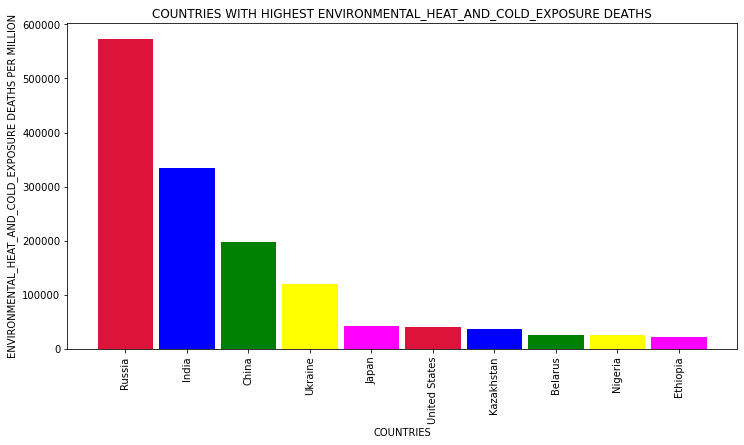 COUNTRIES WITH HIGHEST ENVIRONMENTAL_HEAT_AND_COLD_EXPOSURE DEATHS
ENVIRONMENTAL_HEAT_AND_COLD_EXPOSURE DEATHS PER MILLION
600000
500000
400000
300000
200000
100000
0
Russia
India
China
Ukraine
Japan
United States
Kazakhstan
Belarus
Nigeria
Ethiopia
COUNTRIES